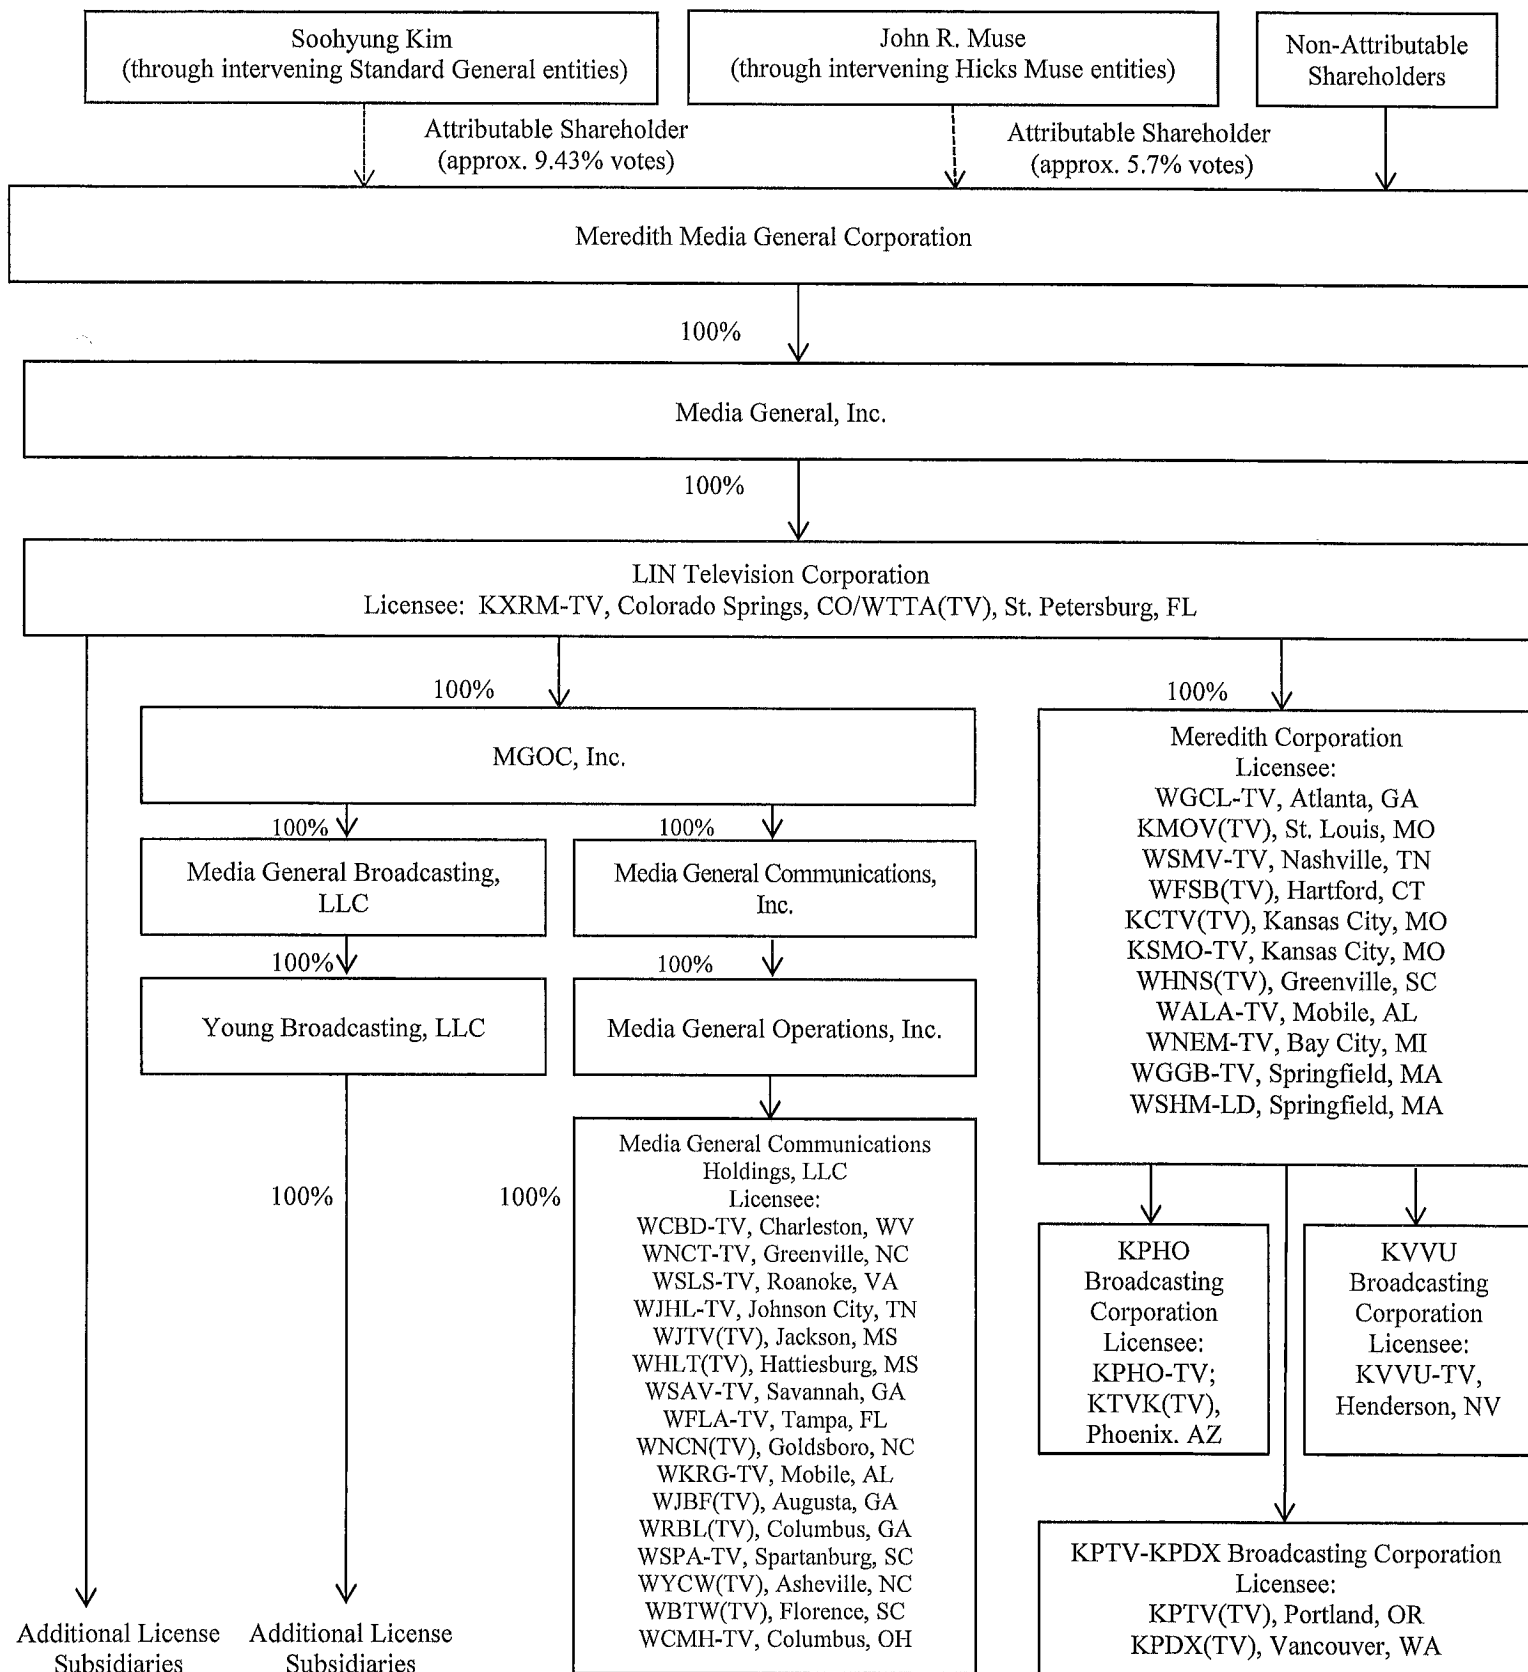 Soohyung Kim
(through intervening Standard General entities)
John R. Muse
(through intervening Hicks Muse entities)
Non-Attributable
Shareholders
Attributable Shareholder
(approx. 9.43% votes)
Attributable Shareholder
(approx. 5.7% votes)
Meredith Media General Corporation
100%
Media General, Inc.
100%
LIN Television Corporation
Licensee: KXRM-TV, Colorado Springs, CO/WTTA(TV), St. Petersburg, FL
100%
MGOC, Inc.
100%
Media General Broadcasting,
LLC
100%
Young Broadcasting, LLC
100%
Media General Communications,
Inc.
100%
Media General Operations, Inc.
100%
100%
Media General Communications
Holdings, LLC
Licensee:
WCBD-TV, Charleston, WV
WNCT-TV, Greenville, NC
WSLS-TV, Roanoke, VA
WJHL-TV, Johnson City, TN
WJTV(TV), Jackson, MS
WHLT(TV), Hattiesburg, MS
WSAV-TV, Savannah, GA
WFLA-TV, Tampa, FL
WNCN(TV), Goldsboro, NC
WKRG-TV, Mobile, AL
WJBF(TV), Augusta, GA
WRBL(TV), Columbus, GA
WSPA-TV, Spartanburg, SC
WYCW(TV), Asheville, NC
WBTW(TV), Florence, SC
WCMH-TV, Columbus, OH
100%
Meredith Corporation
Licensee:
WGCL-TV, Atlanta, GA
KMOV(TV), St. Louis, MO
WSMV-TV, Nashville, TN
WFSB(TV), Hartford, CT
KCTV(TV), Kansas City, MO
KSMO-TV, Kansas City, MO
WHNS(TV), Greenville, SC
WALA-TV, Mobile, AL
WNEM-TV, Bay City, MI
WGGB-TV, Springfield, MA
WSHM-LD, Springfield, MA
KPHO
Broadcasting
Corporation
Licensee:
KPHO-TV;
KTVK(TV),
Phoenix. AZ
KVVU
Broadcasting
Corporation
Licensee:
KVVU-TV,
Henderson, NV
KPTV-KPDX Broadcasting Corporation
Licensee:
KPTV(TV), Portland, OR
KPDX(TV), Vancouver, WA
Additional License
Subsidiaries
Additional License
Subsidiaries